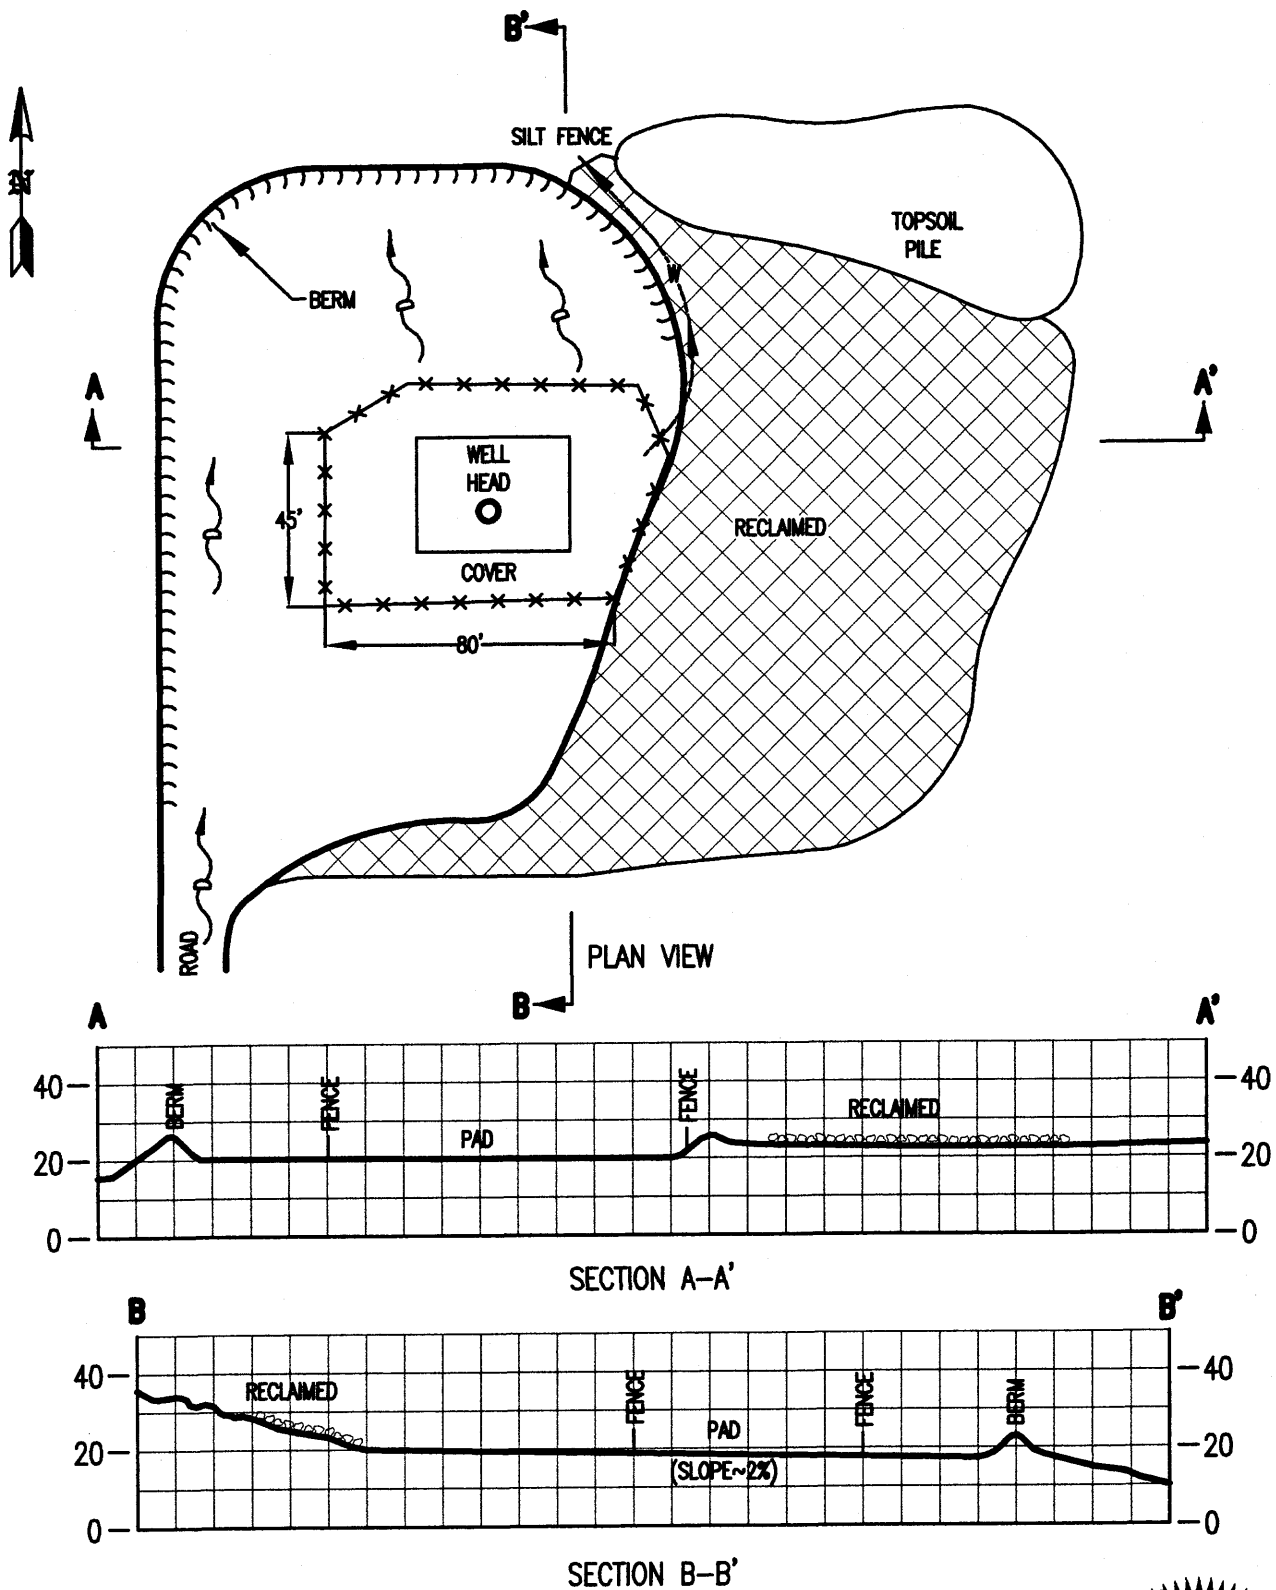 B'
SILT FENCE
N
TOPSOIL
PILE
W
BERM
D
D
A
A'
WELL
HEAD
45'
D
RECLAIMED
COVER
80'
D
ROAD
PLAN VIEW
B
A
A'
40
BERM
FENCE
PAD
FENCE
RECLAIMED
40
20
20
0
0
SECTION A-A'
B
B'
40
RECLAIMED
FENCE
FENCE
BERM
40
PAD
20
(SLOPE~2%)
20
0
0
SECTION B-B'